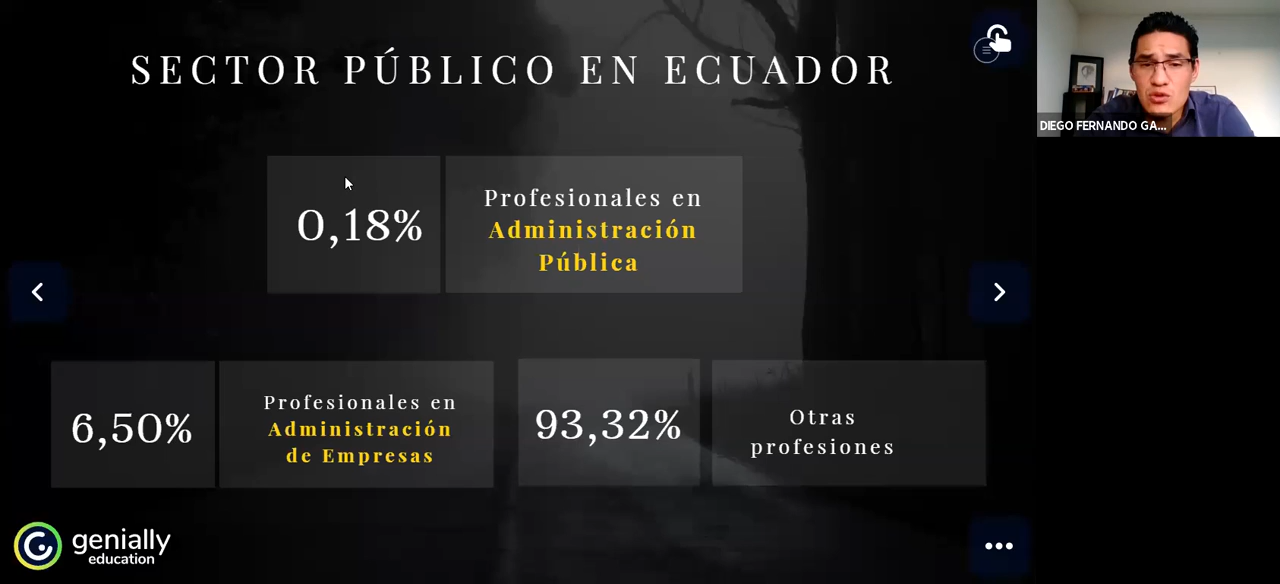 SECTOR PÚBLICO EN ECUADOR
0,18%
Profesionales en
Administración
Pública
6,50%
Profesionales en
Administración
de Empresas
93,32%
Otras
profesiones
genially
education
DIEGO FERNANDO GA...